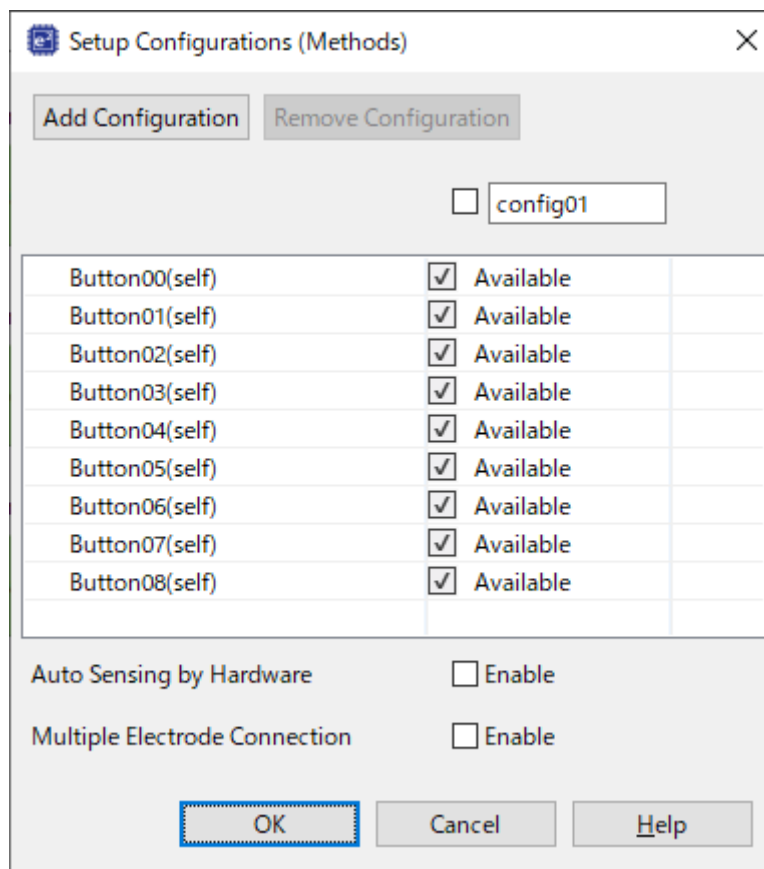 e² Setup Configurations (Methods)
Add Configuration Remove Configuration
config01
Button00(self) Available
Button01(self) Available
Button02(self) Available
Button03(self) Available
Button04(self) Available
Button05(self) Available
Button06(self) Available
Button07(self) Available
Button08(self) Available
Auto Sensing by Hardware Enable
Multiple Electrode Connection Enable
OK Cancel Help